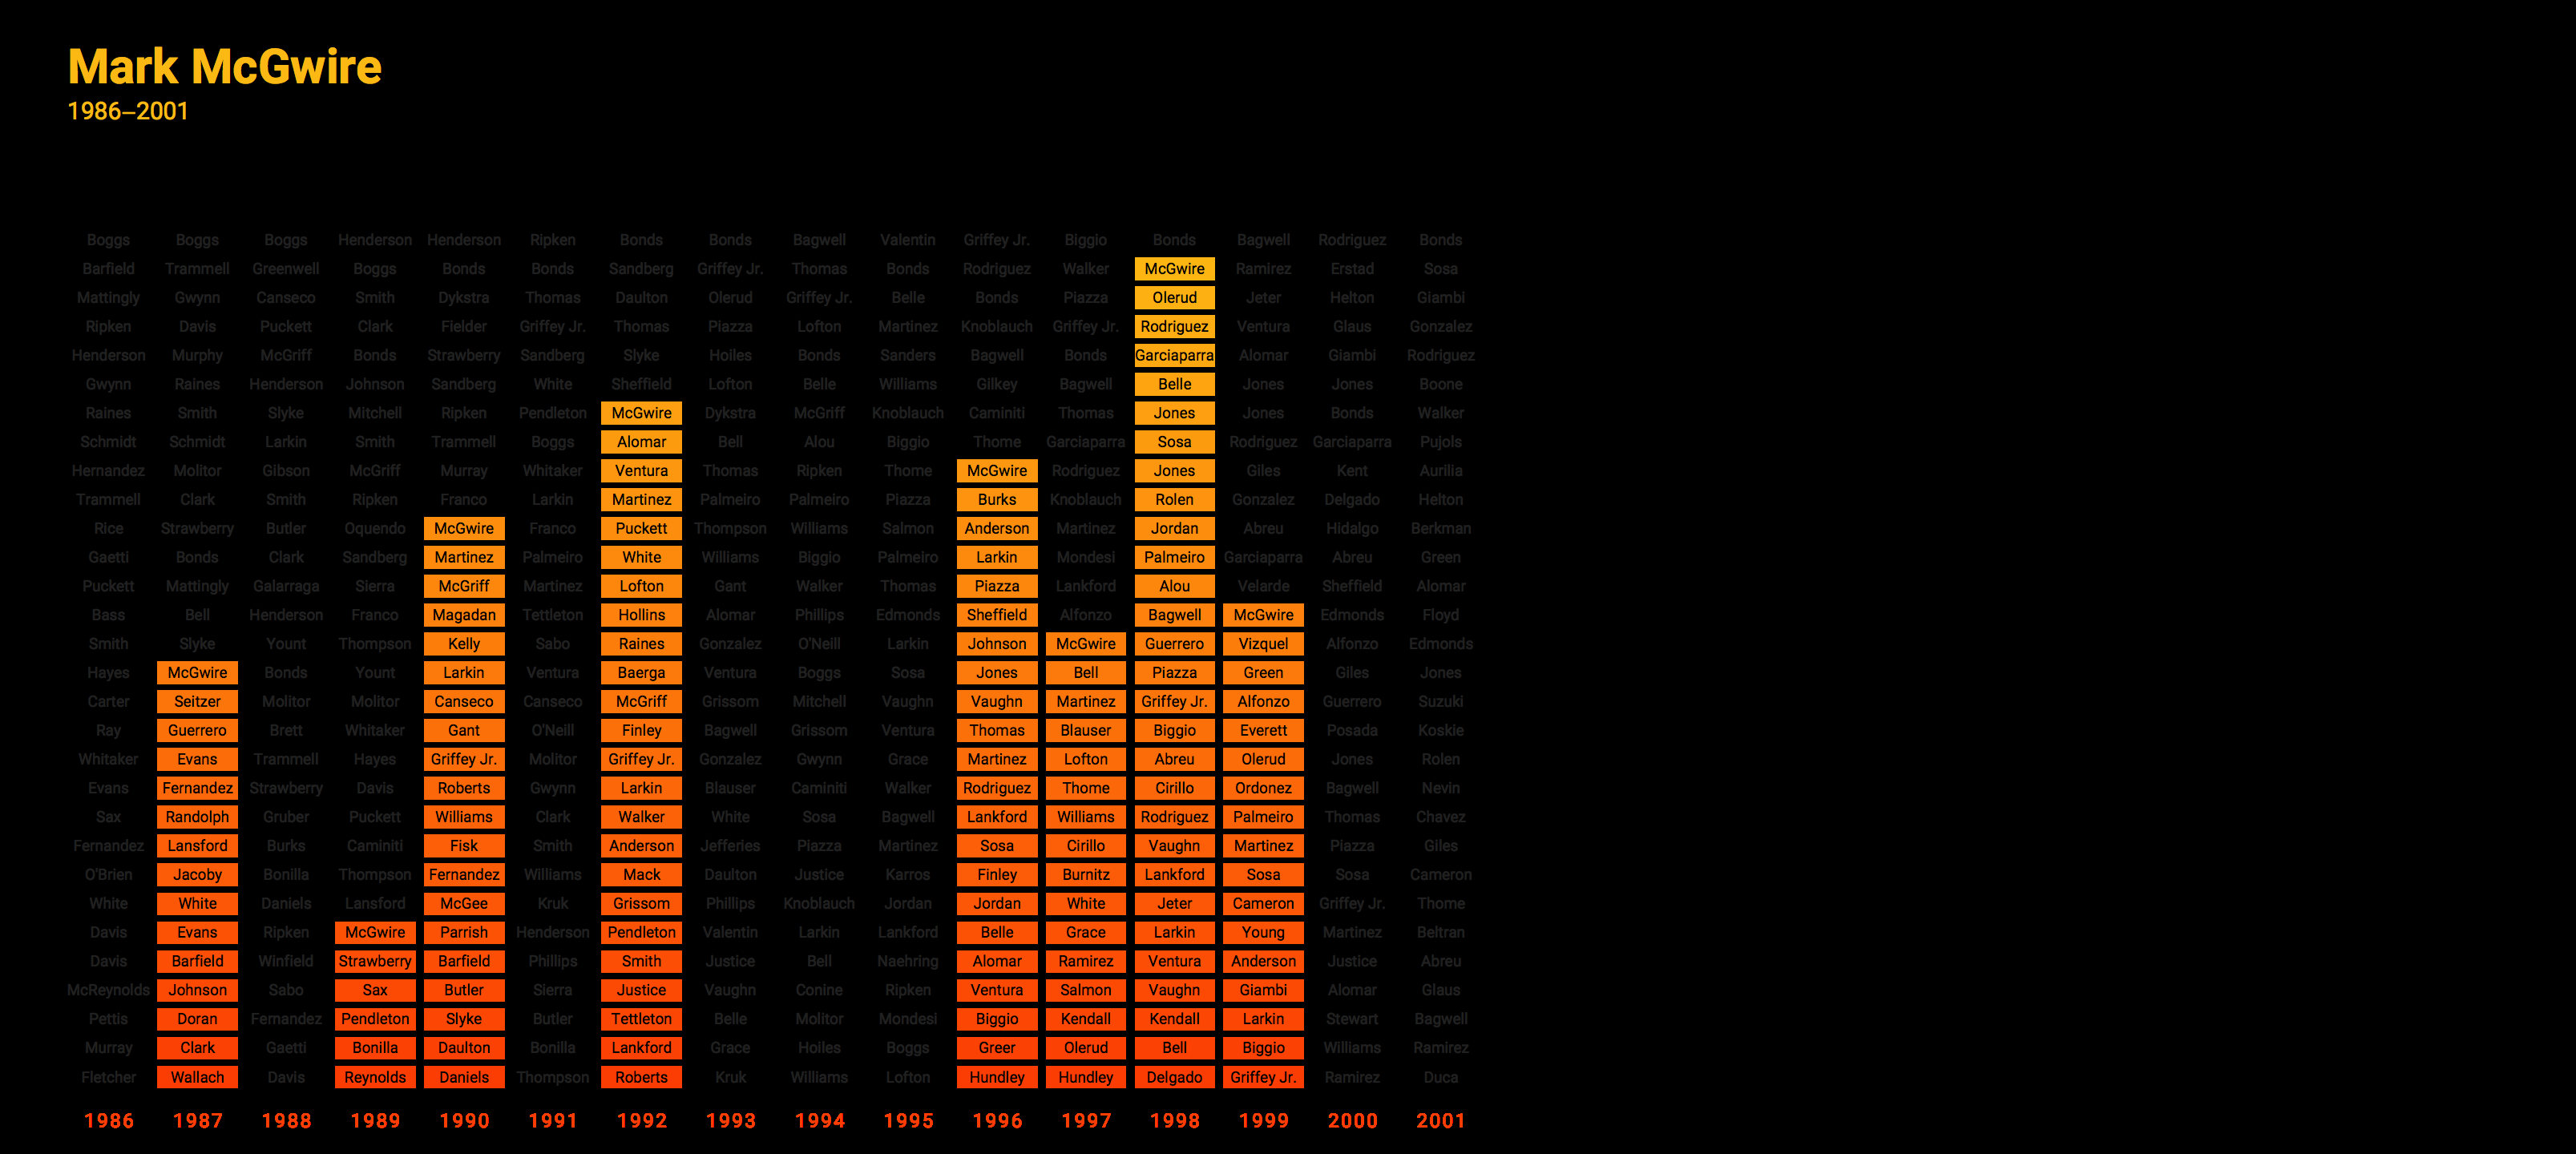 Mark McGwire
1986–2001
Boggs Boggs Boggs Henderson Henderson Ripken Bonds Bonds Bagwell Valentin Griffey Jr. Biggio Bonds Bagwell Rodriguez Bonds
Barfield Trammell Greenwell Boggs Bonds Bonds Sandberg Griffey Jr. Thomas Bonds Rodriguez Walker McGwire Ramirez Erstad Sosa
Mattingly Gwynn Canseco Smith Dykstra Thomas Daulton Olerud Griffey Jr. Belle Bonds Piazza Olerud Jeter Helton Giambi
Ripken Davis Puckett Clark Fielder Griffey Jr. Thomas Piazza Lofton Martinez Knoblauch Griffey Jr. Rodriguez Ventura Glaus Gonzalez
Henderson Murphy McGriff Bonds Strawberry Sandberg Slyke Hoiles Bonds Sanders Bagwell Bonds Garciaparra Alomar Giambi Rodriguez
Gwynn Raines Henderson Johnson Sandberg White Sheffield Lofton Belle Williams Gilkey Bagwell Belle Jones Jones Boone
Raines Smith Slyke Mitchell Ripken Pendleton McGwire Dykstra McGriff Knoblauch Caminiti Thomas Jones Jones Bonds Walker
Schmidt Schmidt Larkin Smith Trammell Boggs Alomar Bell Alou Biggio Thome Garciaparra Sosa Rodriguez Garciaparra Pujols
Hernandez Molitor Gibson McGriff Murray Whitaker Ventura Thomas Ripken Thome McGwire Rodriguez Jones Giles Kent Aurilia
Trammell Clark Smith Ripken Franco Larkin Martinez Palmeiro Palmeiro Piazza Burks Knoblauch Rolen Gonzalez Delgado Helton
Rice Strawberry Butler Oquendo McGwire Franco Puckett Thompson Williams Salmon Anderson Martinez Jordan Abreu Hidalgo Berkman
Gaetti Bonds Clark Sandberg Martinez Palmeiro White Williams Biggio Palmeiro Larkin Mondesi Palmeiro Garciaparra Abreu Green
Puckett Mattingly Galarraga Sierra McGriff Martinez Lofton Gant Walker Thomas Piazza Lankford Alou Velarde Sheffield Alomar
Bass Bell Henderson Franco Magadan Tettleton Hollins Alomar Phillips Edmonds Sheffield Alfonzo Bagwell McGwire Edmonds Floyd
Smith Slyke Yount Thompson Kelly Sabo Raines Gonzalez O'Neill Larkin Johnson McGwire Guerrero Vizquel Alfonzo Edmonds
Hayes McGwire Bonds Yount Larkin Ventura Baerga Ventura Boggs Sosa Jones Bell Piazza Green Giles Jones
Carter Seitzer Molitor Molitor Canseco Canseco McGriff Grissom Mitchell Vaughn Vaughn Martinez Griffey Jr. Alfonzo Guerrero Suzuki
Ray Guerrero Brett Whitaker Gant O'Neill Finley Bagwell Grissom Ventura Thomas Blauser Biggio Everett Posada Koskie
Whitaker Evans Trammell Hayes Griffey Jr. Molitor Griffey Jr. Gonzalez Gwynn Grace Martinez Lofton Abreu Olerud Jones Rolen
Evans Fernandez Strawberry Davis Roberts Gwynn Larkin Blauser Caminiti Walker Rodriguez Thome Cirillo Ordonez Bagwell Nevin
Sax Randolph Gruber Puckett Williams Clark Walker White Sosa Bagwell Lankford Williams Rodriguez Palmeiro Thomas Chavez
Fernandez Lansford Burks Caminiti Fisk Smith Anderson Jefferies Piazza Martinez Sosa Cirillo Vaughn Martinez Piazza Giles
O'Brien Jacoby Bonilla Thompson Fernandez Williams Mack Daulton Justice Karros Finley Burnitz Lankford Sosa Sosa Cameron
White White Daniels Lansford McGee Kruk Grissom Phillips Knoblauch Jordan Jordan White Jeter Cameron Griffey Jr. Thome
Davis Evans Ripken McGwire Parrish Henderson Pendleton Valentin Larkin Lankford Belle Grace Larkin Young Martinez Beltran
Davis Barfield Winfield Strawberry Barfield Phillips Smith Justice Bell Naehring Alomar Ramirez Ventura Anderson Justice Abreu
McReynolds Johnson Sabo Sax Butler Sierra Justice Vaughn Conine Ripken Ventura Salmon Vaughn Giambi Alomar Glaus
Pettis Doran Fernandez Pendleton Slyke Butler Tettleton Belle Molitor Mondesi Biggio Kendall Kendall Larkin Stewart Bagwell
Murray Clark Gaetti Bonilla Daulton Bonilla Lankford Grace Hoiles Boggs Greer Olerud Bell Biggio Williams Ramirez
Fletcher Wallach Davis Reynolds Daniels Thompson Roberts Kruk Williams Lofton Hundley Hundley Delgado Griffey Jr. Ramirez Duca
1986 1987 1988 1989 1990 1991 1992 1993 1994 1995 1996 1997 1998 1999 2000 2001